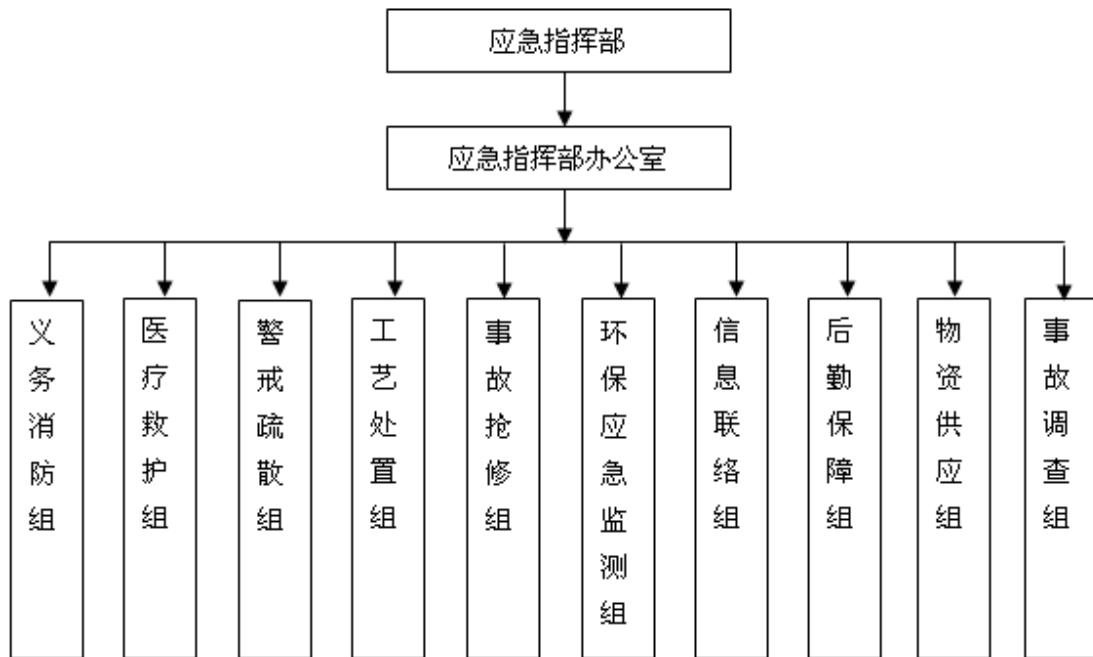 应急指挥部
应急指挥部办公室
义务消防组
医疗救护组
警戒疏散组
工艺处置组
事故抢修组
环保应急监测组
信息联络组
后勤保障组
物资供应组
事故调查组